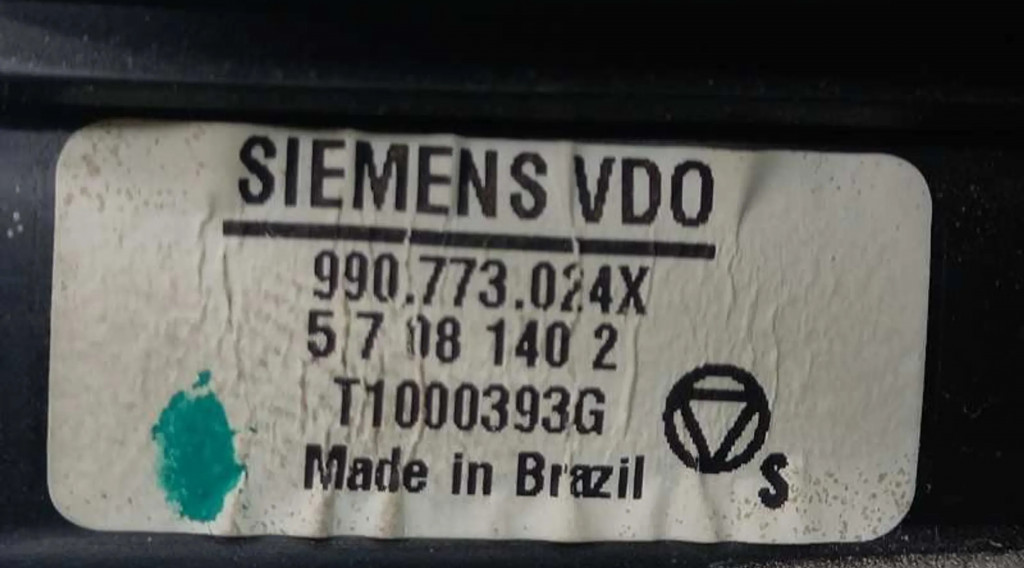 SIEMENS VDO
990.773.024X
5 7 08 140 2
T1000393G
Made in Brazil
S